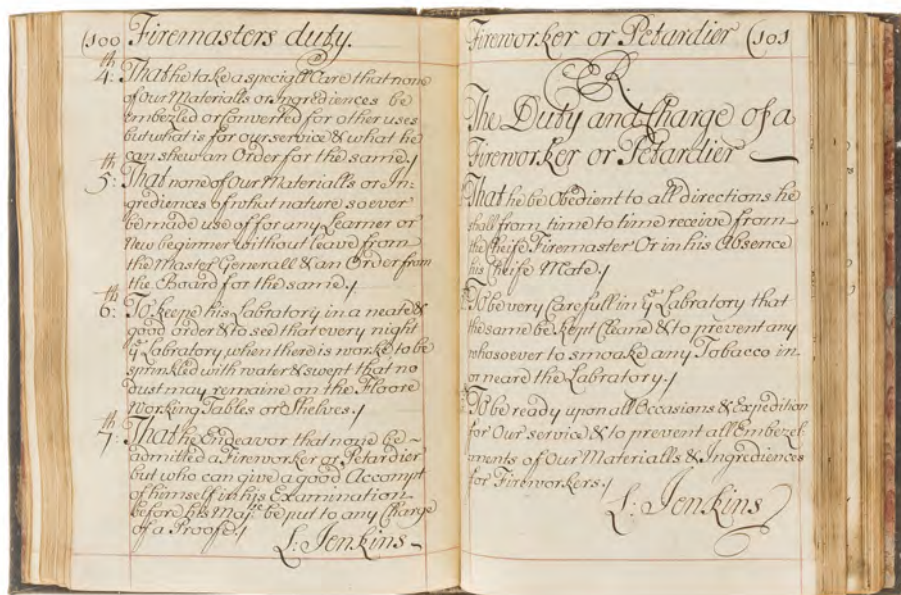 (100 Firemasters duty.
4:th That he take a speciall Care that none
of Our Materialls or Ingrediences be
Embezled or Converted for other uses
but what is for our service & what he
can shew an Order for the same./
5:th That none of Our Materialls or In-
grediences of what nature soever
be made use of for any Learner or
New beginner without leave from
the Master Generall & an Order from
the Board for the same./
6:th To keepe his Labratory in a neate &
good order & to see that every night
ye Labratory when there is worke to be
sprinkled with water & swept that no
Dust may remaine on the Floore
Working Tables or Shelves./
7:th That he Endeavor that none be
admitted a Fireworker or Petardier
but who can give a good Accompt
of himself in his Examination
before his Maj:tie be put to any Charge
of a Proofe./
L: Jenkins
Fireworker or Petardier (101
CR.
The Duty and Charge of a
Fireworker or Petardier
That he be Obedient to all directions he
shall from time to time receive from
the Cheife Firemaster Or in his Absence
his Cheife Mate./
To be very Carefull in ye Labratory that
the same be kept Cleane & to prevent any
whosoever to smoake any Tobacco in
or neare the Labratory./
To be ready upon all Occasions & Expedition
for Our service & to prevent all Embezel-
ments of Our Materialls & Ingrediences
for Fireworkers./
L: Jenkins